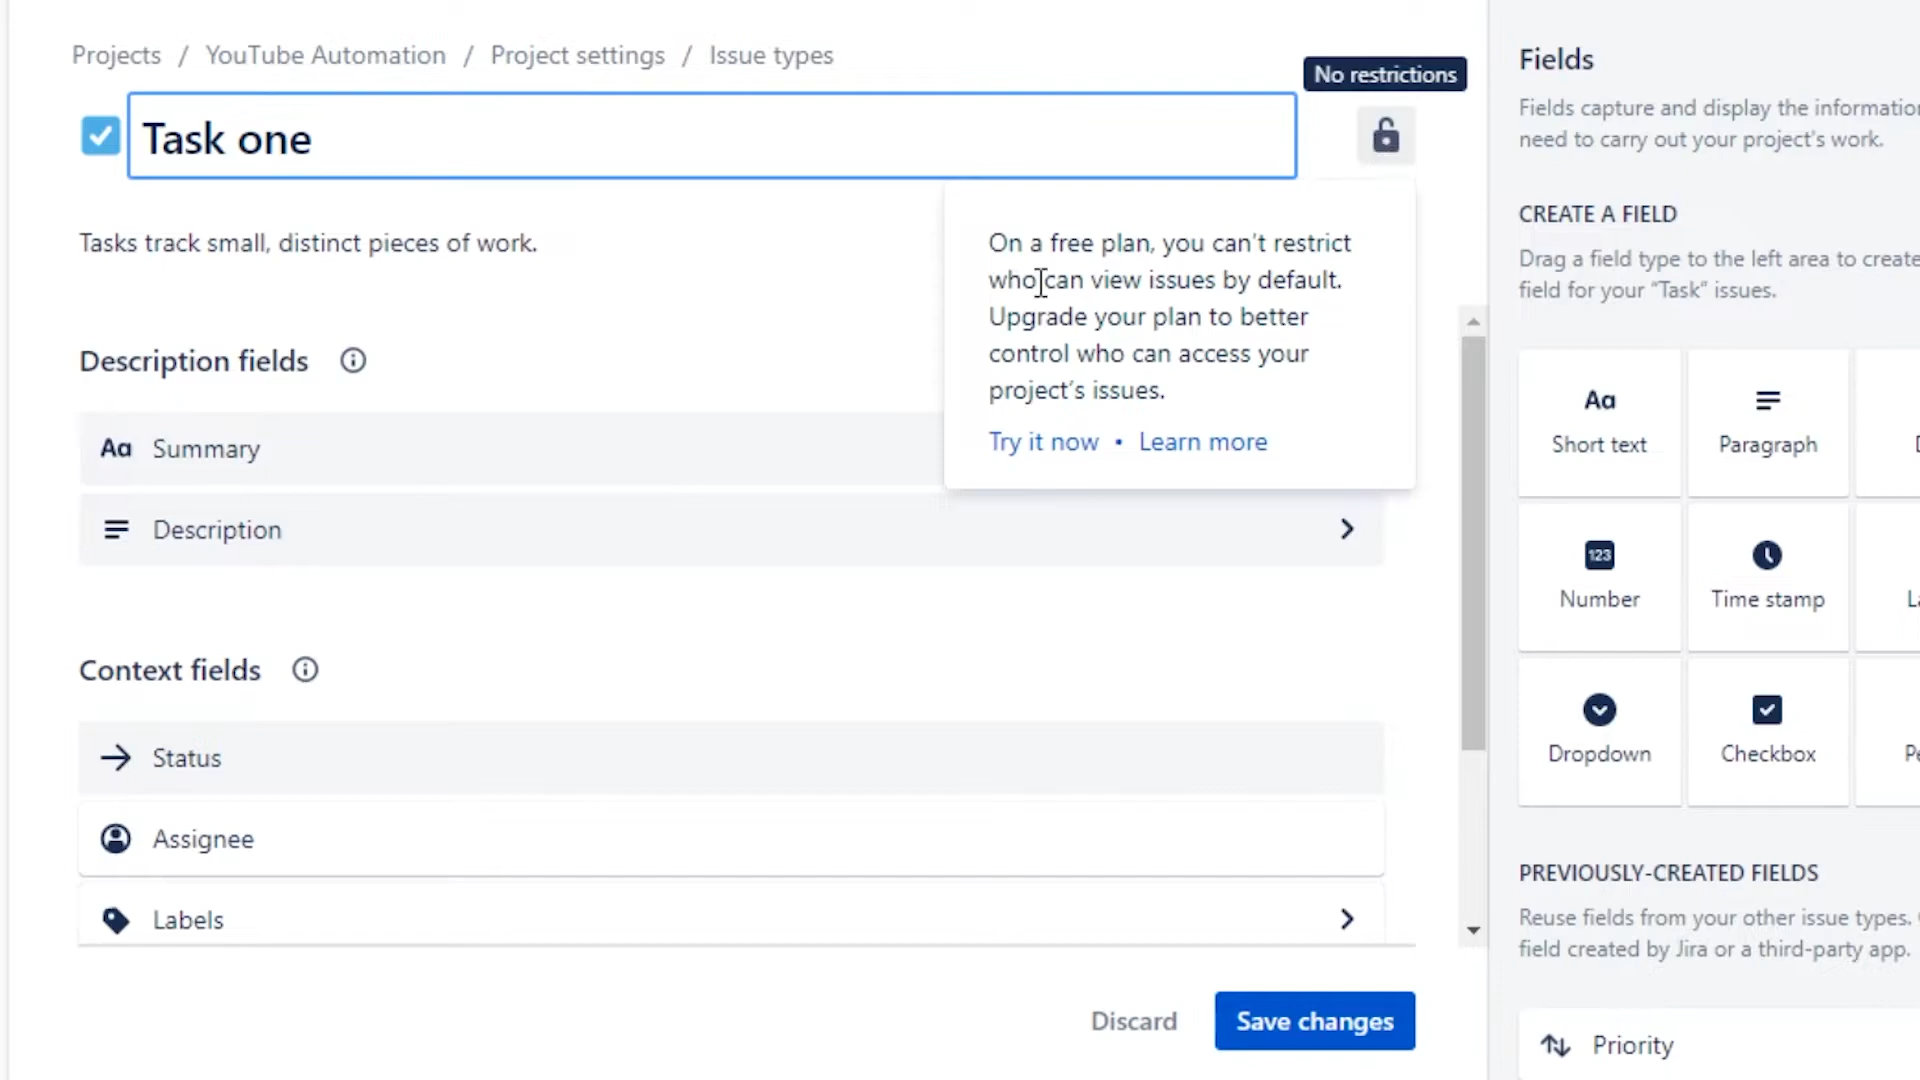 Projects / YouTube Automation / Project settings / Issue types
No restrictions
Task one
Tasks track small, distinct pieces of work.
On a free plan, you can't restrict
who can view issues by default.
Upgrade your plan to better
control who can access your
project's issues.
Try it now • Learn more
Description fields
Aa Summary
Description
Context fields
Status
Assignee
Labels
Discard
Save changes
Fields
Fields capture and display the information
need to carry out your project's work.
CREATE A FIELD
Drag a field type to the left area to create
field for your "Task" issues.
Aa
Short text
Paragraph
123
Number
Time stamp
Dropdown
Checkbox
PREVIOUSLY-CREATED FIELDS
Reuse fields from your other issue types.
field created by Jira or a third-party app.
Priority